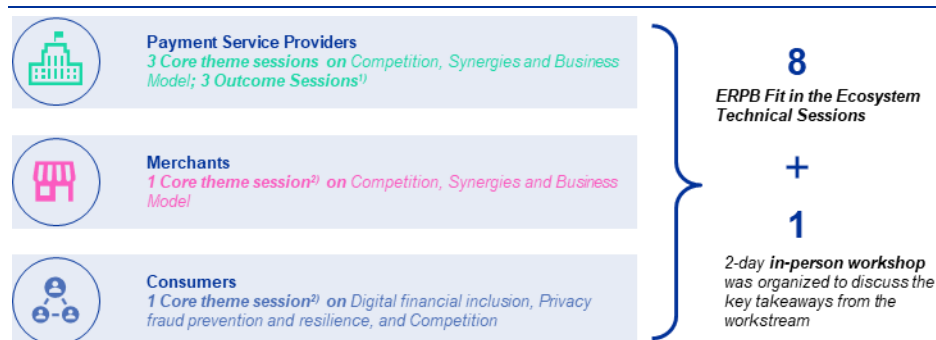 Payment Service Providers
3 Core theme sessions on Competition, Synergies and Business
Model; 3 Outcome Sessions¹⁾
Merchants
1 Core theme session²⁾ on Competition, Synergies and Business
Model
Consumers
1 Core theme session²⁾ on Digital financial inclusion, Privacy
fraud prevention and resilience, and Competition
8
ERPB Fit in the Ecosystem
Technical Sessions
+
1
2-day in-person workshop
was organized to discuss the
key takeaways from the
workstream